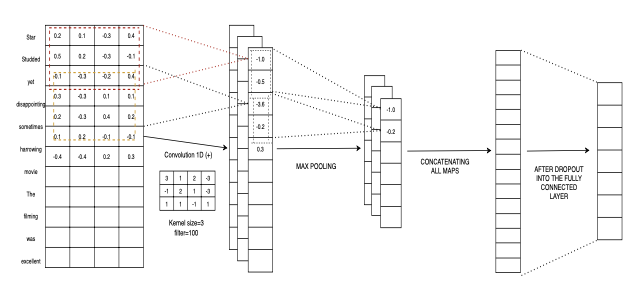 Star 0.2 0.1 -0.3 0.4
Studded 0.5 0.2 -0.3 -0.1
yet -0.1 -0.3 -0.2 0.4
disappointing 0.3 -0.3 0.1 0.1
sometimes 0.2 -0.3 0.4 0.2
harrowing 0.1 0.2 -0.1 -0.1
movie -0.4 -0.4 0.2 0.3
The
filming
was
excellent
Convolution 1D (+)
3 1 2 -3
-1 2 1 -3
1 1 -1 1
Kernel size=3
filter=100
-1.0
-0.5
-3.6
-0.2
0.3
MAX POOLING
-1.0
-0.2
CONCATENATING
ALL MAPS
AFTER DROPOUT
INTO THE FULLY
CONNECTED
LAYER